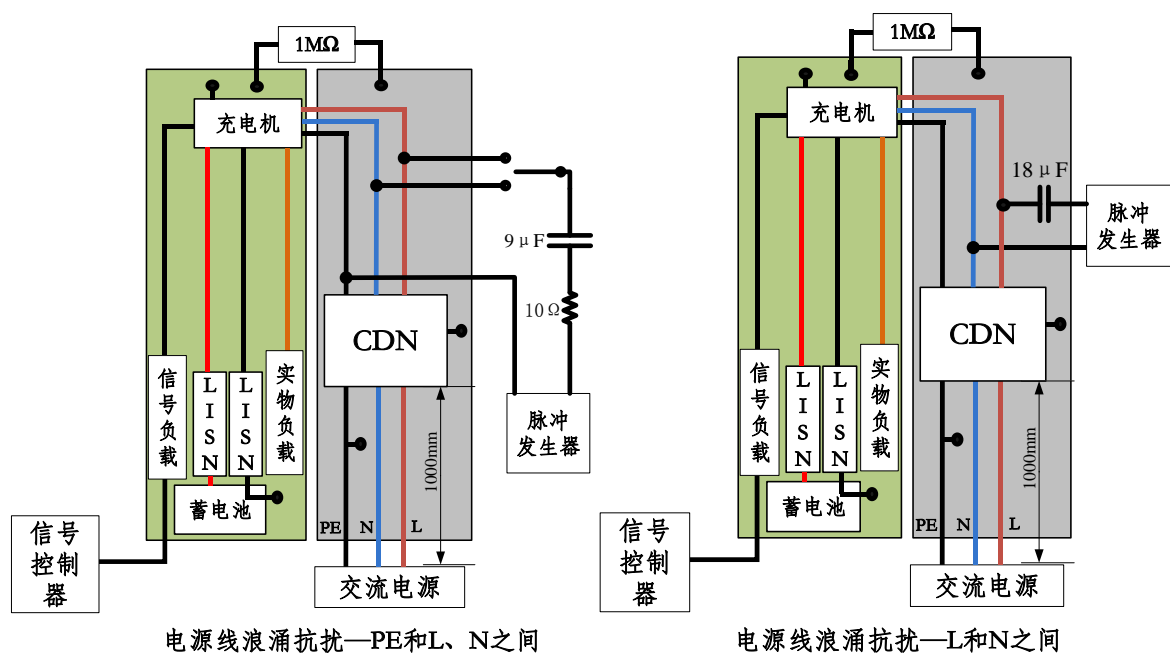 1MΩ
充电机
9μF
10Ω
CDN
信号负载
LISN
LISN
实物负载
脉冲
发生器
1000mm
蓄电池
PE N L
信号
控制
器
交流电源
电源线浪涌抗扰—PE和L、N之间
1MΩ
充电机
18μF
脉冲
发生器
CDN
信号负载
LISN
LISN
实物负载
1000mm
蓄电池
PE N L
信号
控制
器
交流电源
电源线浪涌抗扰—L和N之间